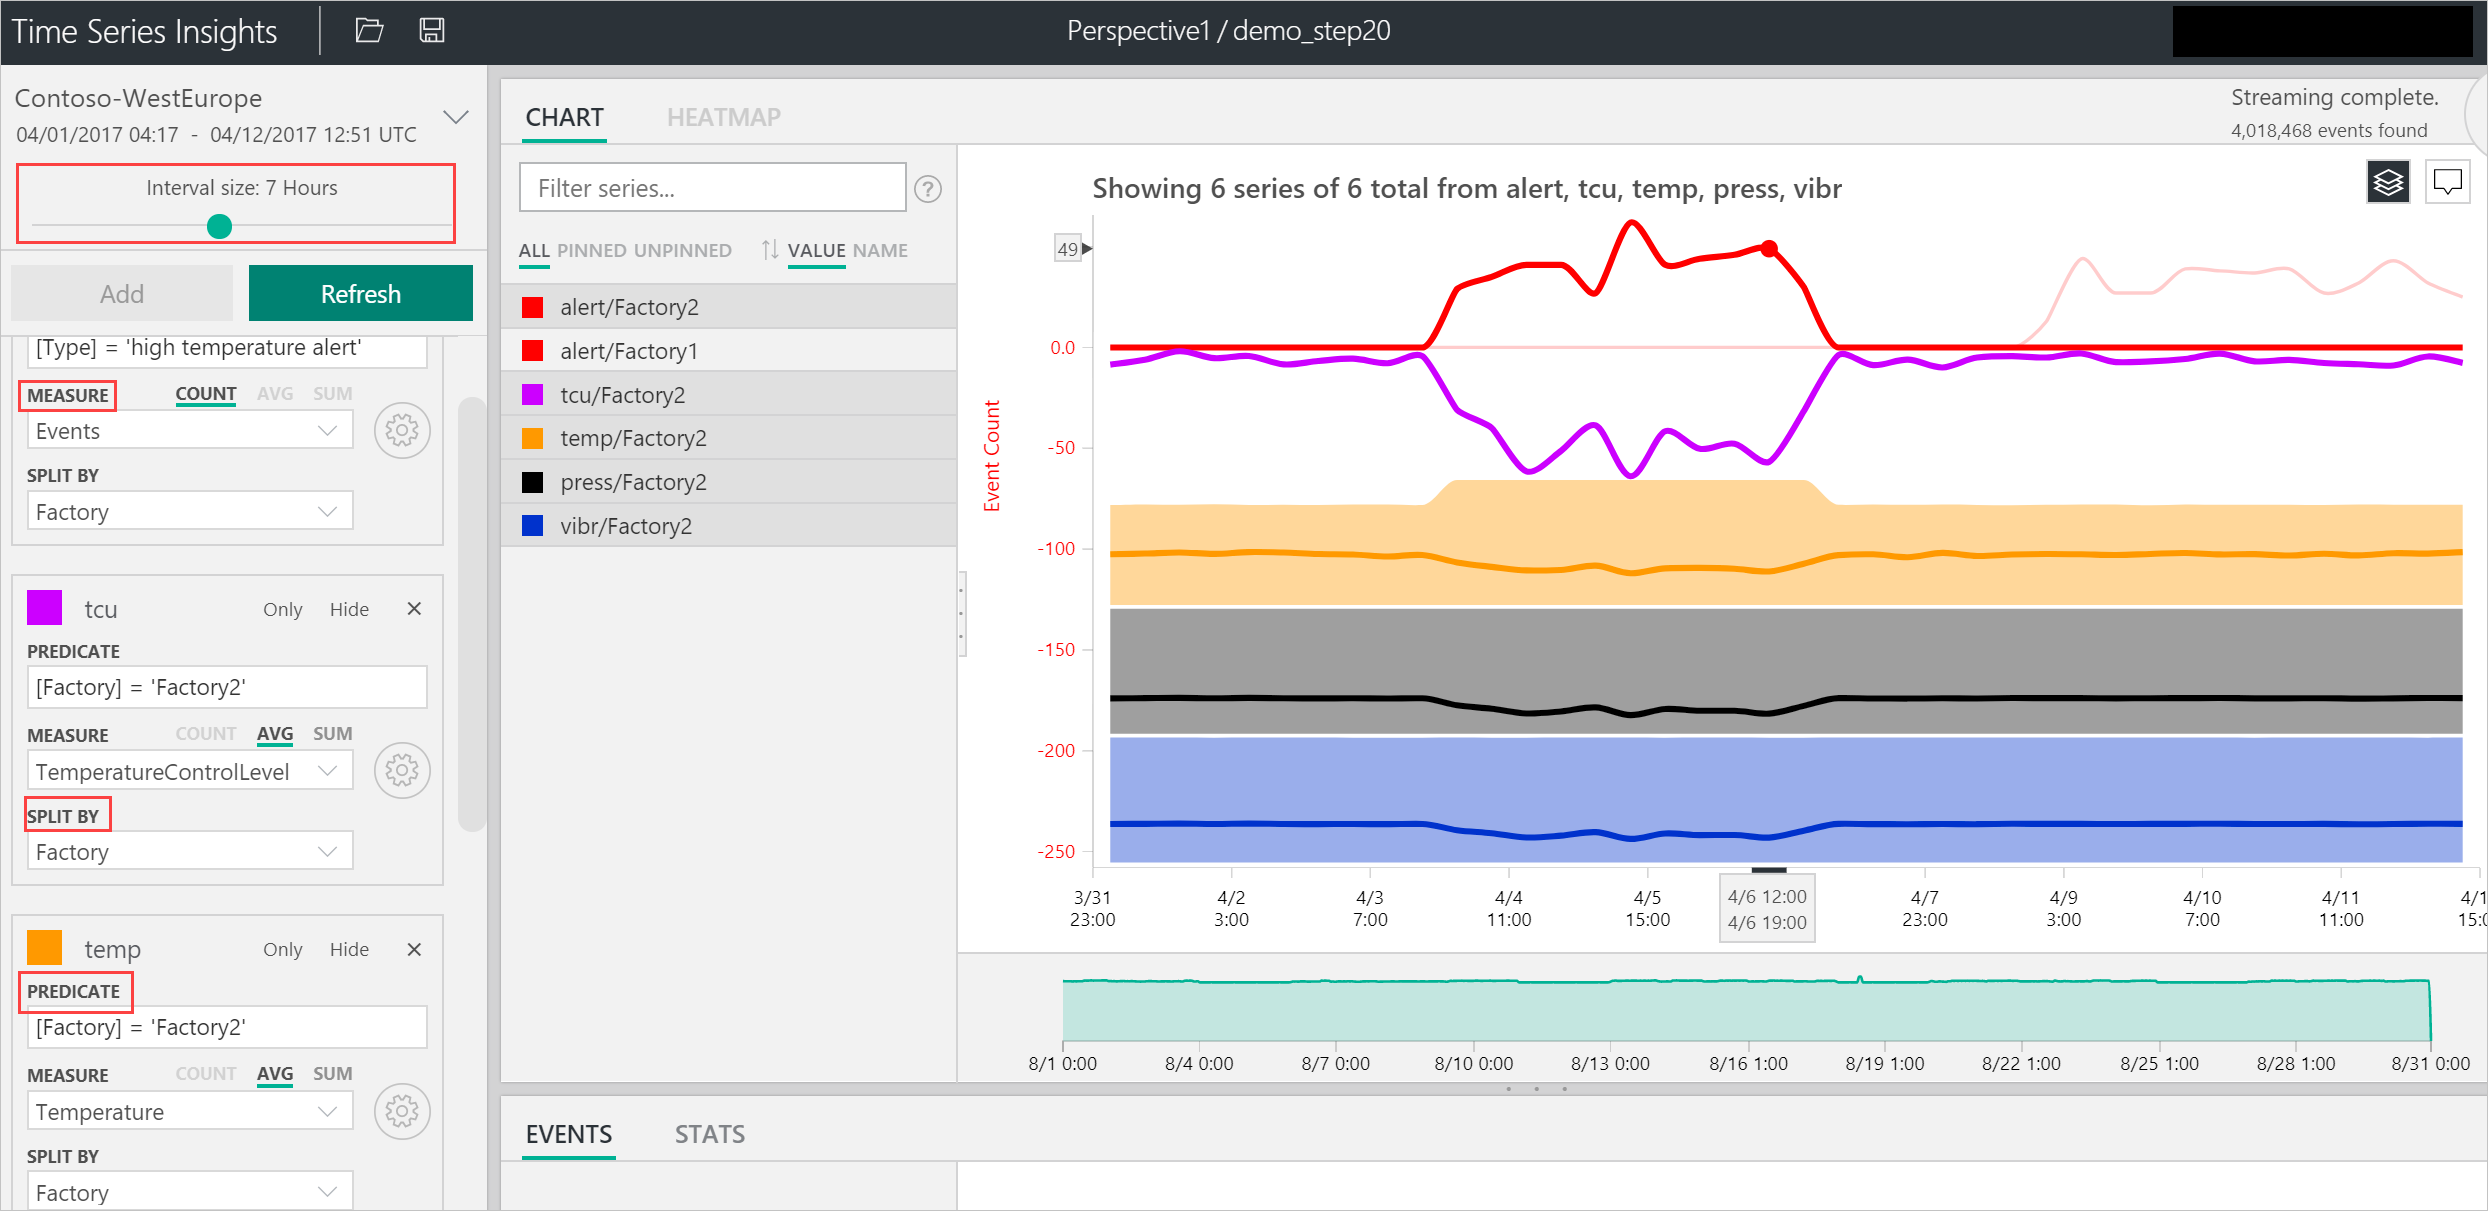 Time Series Insights
Perspective1 / demo_step20
Contoso-WestEurope
04/01/2017 04:17 - 04/12/2017 12:51 UTC
Interval size: 7 Hours
Add
Refresh
[Type] = 'high temperature alert'
MEASURE
COUNT AVG SUM
Events
SPLIT BY
Factory
tcu
Only Hide ×
PREDICATE
[Factory] = 'Factory2'
MEASURE
COUNT AVG SUM
TemperatureControlLevel
SPLIT BY
Factory
temp
Only Hide ×
PREDICATE
[Factory] = 'Factory2'
MEASURE
COUNT AVG SUM
Temperature
SPLIT BY
Factory
CHART HEATMAP
Streaming complete.
4,018,468 events found
Filter series...
?
ALL PINNED UNPINNED VALUE NAME
alert/Factory2
alert/Factory1
tcu/Factory2
temp/Factory2
press/Factory2
vibr/Factory2
Showing 6 series of 6 total from alert, tcu, temp, press, vibr
49
0.0
-50
-100
-150
-200
-250
Event Count
3/31 23:00
4/2 3:00
4/3 7:00
4/4 11:00
4/5 15:00
4/6 12:00
4/6 19:00
4/7 23:00
4/9 3:00
4/10 7:00
4/11 11:00
8/1 0:00
8/4 0:00
8/7 0:00
8/10 0:00
8/13 0:00
8/16 1:00
8/19 1:00
8/22 1:00
8/25 1:00
8/28 1:00
8/31 0:00
EVENTS STATS